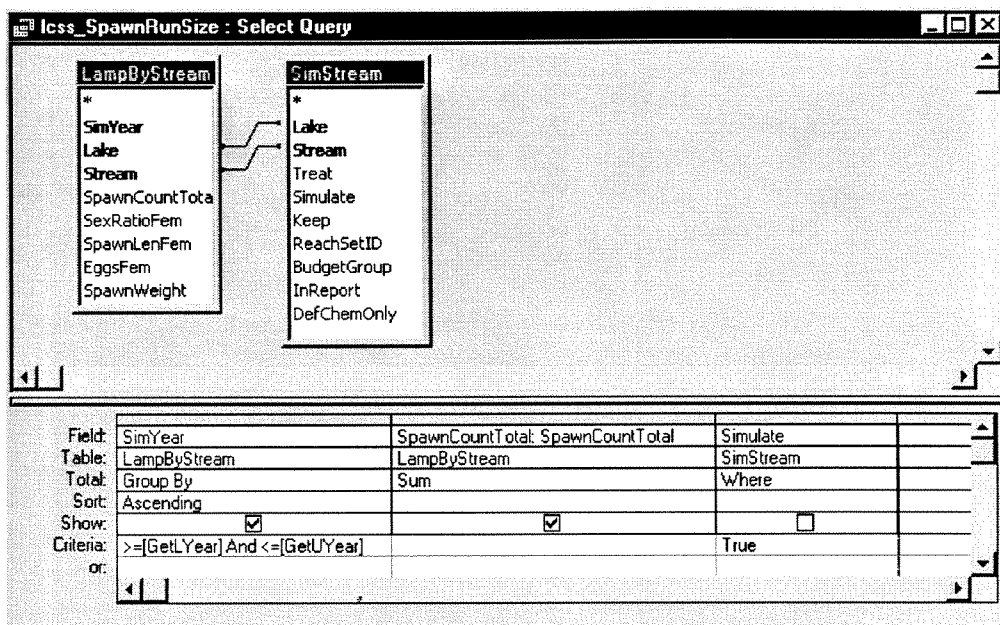 lcss_SpawnRunSize : Select Query
LampByStream
*
SimYear
Lake
Stream
SpawnCountTota
SexRatioFem
SpawnLenFem
EggsFem
SpawnWeight
SimStream
*
Lake
Stream
Treat
Simulate
Keep
ReachSetID
BudgetGroup
InReport
DefChemOnly
Field: SimYear SpawnCountTotal: SpawnCountTotal Simulate
Table: LampByStream LampByStream SimStream
Total: Group By Sum Where
Sort: Ascending
Show:
Criteria: >=[GetLYear] And <=[GetUYear] True
or: